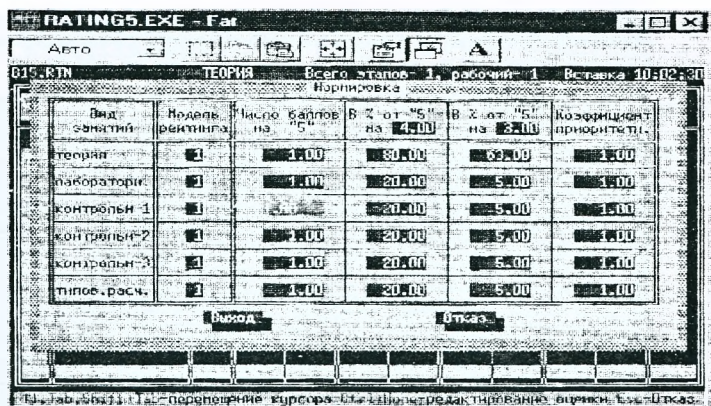 RATING5.EXE - Far
Авто A
015.RTN ТЕОРИЯ Всего этапов- 1, рабочий- 1 Вставка 10:02:30
Нормировка
Вид занятий Модель рейтинга Число баллов на "5" В % от "5" на 4.00 В % от "5" на 3.00 Коэффициент приоритетн.
теория 1 1.00 80.00 63.00 1.00
лаборатори. 1 1.00 20.00 5.00 1.00
контрольн-1 1 20.00 5.00 1.00
контрольн-2 1 1.00 20.00 5.00 1.00
контрольн-3 1 1.00 20.00 5.00 1.00
типов.расч. 1 1.00 20.00 5.00 1.00
Выход Отказ
-перемещение курсора -редактирование оценки -Отказ